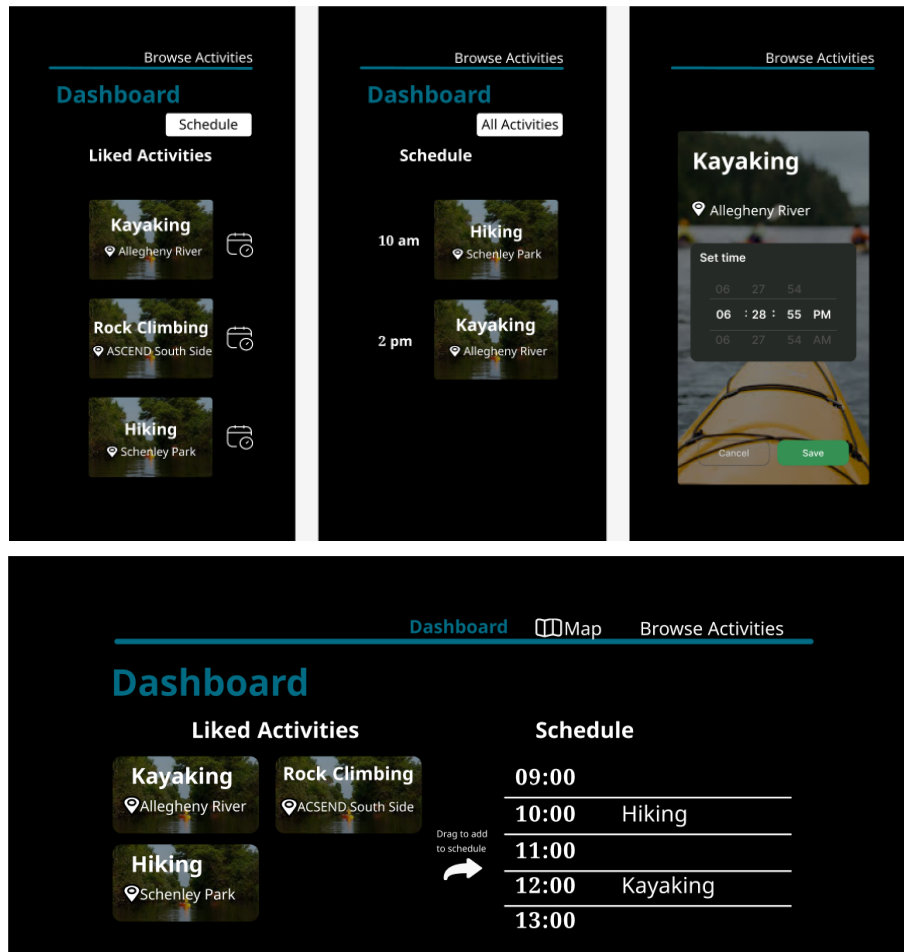 Browse Activities
Dashboard
Schedule
Liked Activities
Kayaking
Allegheny River
Rock Climbing
ASCEND South Side
Hiking
Schenley Park
Browse Activities
Dashboard
All Activities
Schedule
10 am
Hiking
Schenley Park
2 pm
Kayaking
Allegheny River
Browse Activities
Kayaking
Allegheny River
Set time
06 27 54
06 : 28 : 55 PM
06 27 54 AM
Cancel
Save
Dashboard Map Browse Activities
Dashboard
Liked Activities
Kayaking
Allegheny River
Rock Climbing
ACSEND South Side
Hiking
Schenley Park
Drag to add
to schedule
Schedule
09:00
10:00 Hiking
11:00
12:00 Kayaking
13:00